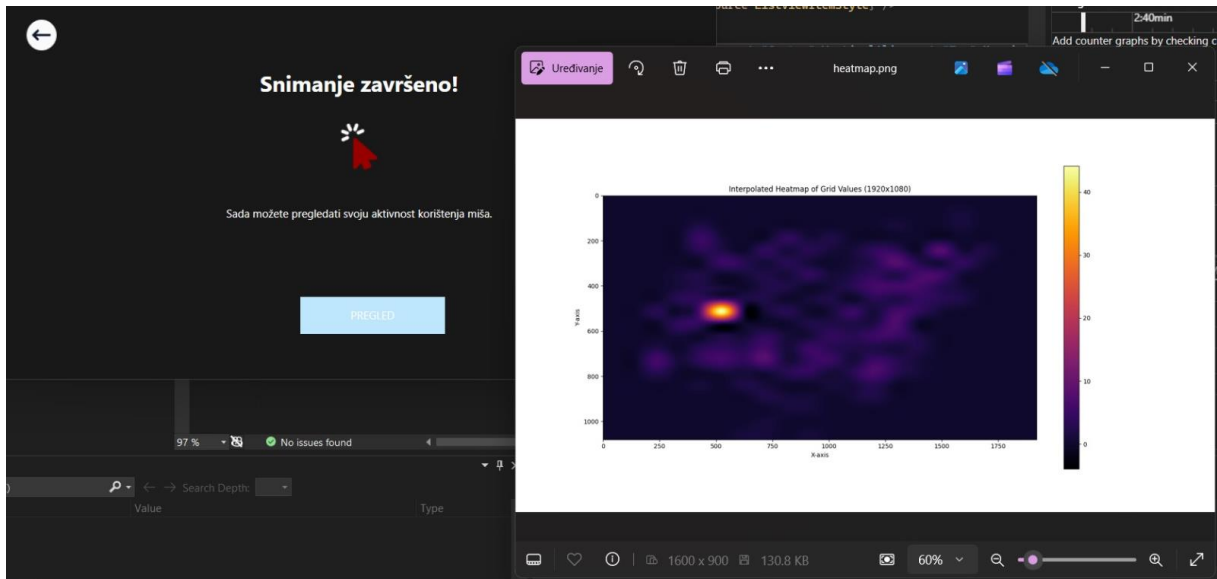 Snimanje završeno!
Sada možete pregledati svoju aktivnost korištenja miša.
PREGLED
2:40min
Add counter graphs by checking c
Uređivanje
heatmap.png
Interpolated Heatmap of Grid Values (1920x1080)
0
200
400
600
800
1000
Y-axis
0 250 500 750 1000 1250 1500 1750
X-axis
40
30
20
10
0
97 %
No issues found
Search Depth:
Value Type
1600 x 900 130.8 KB 60%